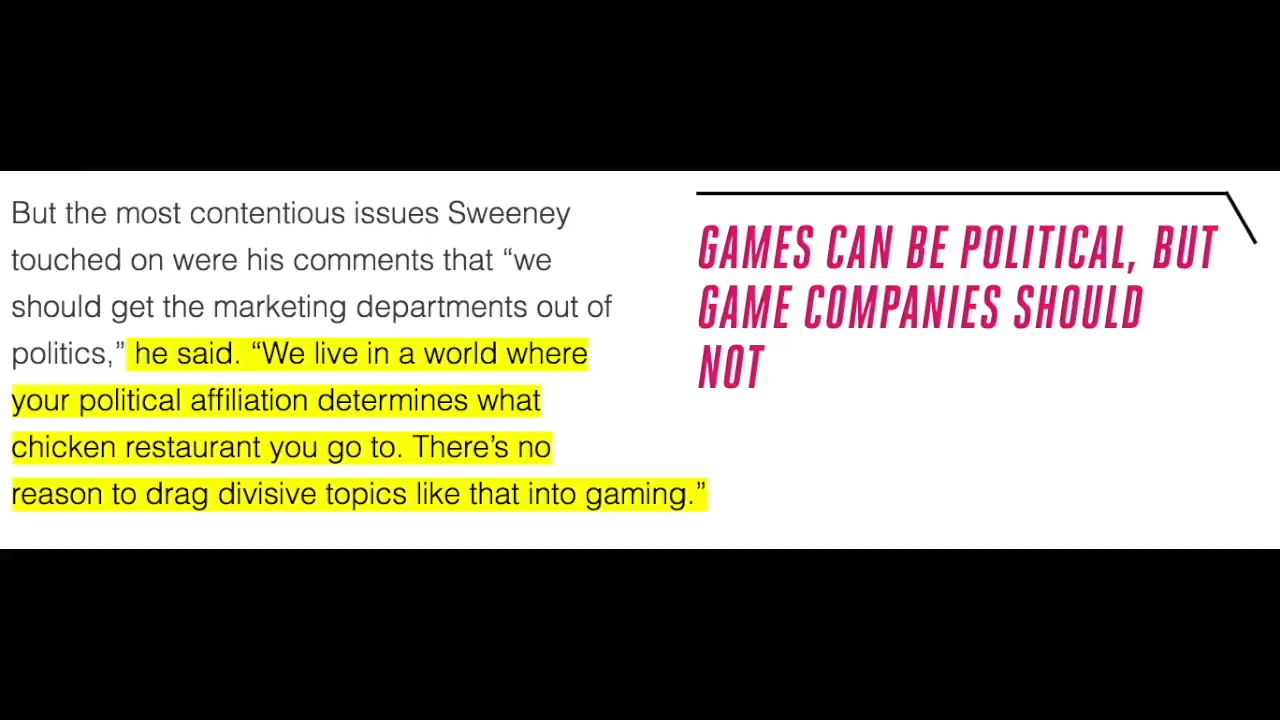 But the most contentious issues Sweeney
touched on were his comments that “we
should get the marketing departments out of
politics,” he said. “We live in a world where
your political affiliation determines what
chicken restaurant you go to. There’s no
reason to drag divisive topics like that into gaming.”
GAMES CAN BE POLITICAL, BUT
GAME COMPANIES SHOULD
NOT